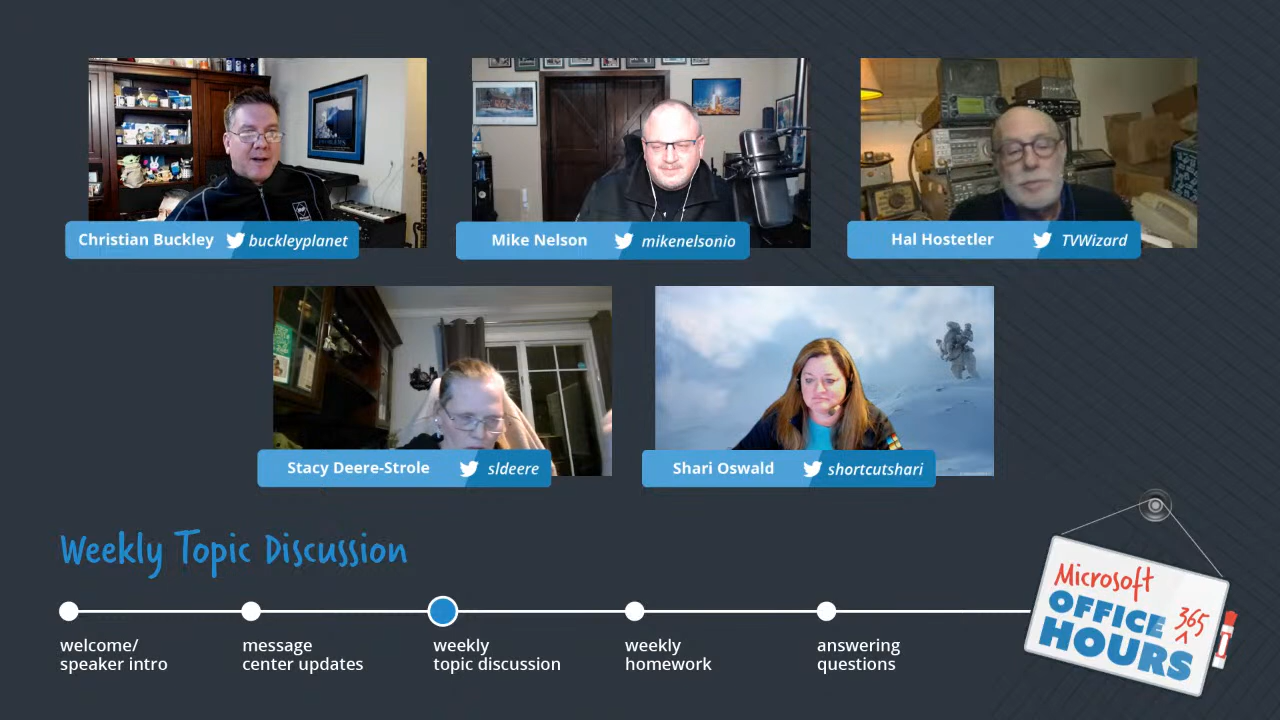 Christian Buckley buckleyplanet
Mike Nelson mikenelsonio
Hal Hostetler TVWizard
Stacy Deere-Strole sldeere
Shari Oswald shortcutshari
Weekly Topic Discussion
welcome/
speaker intro
message
center updates
weekly
topic discussion
weekly
homework
answering
questions
Microsoft
365
OFFICE
HOURS